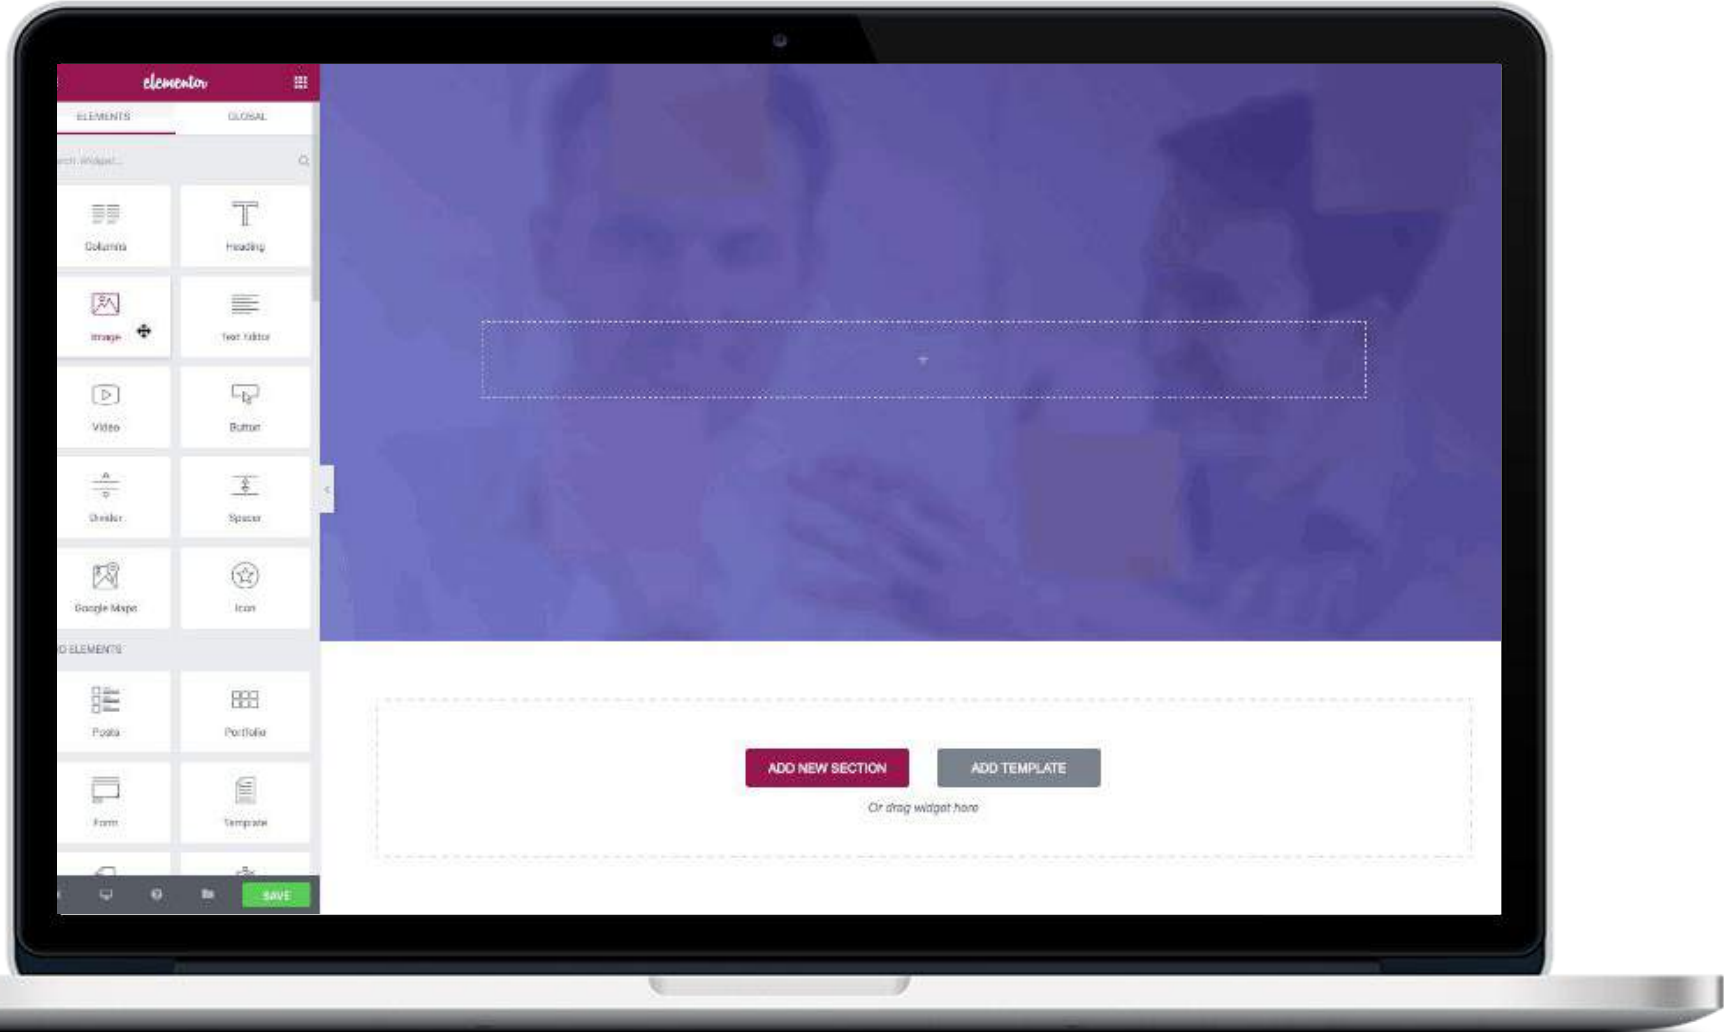 elementor
ELEMENTS GLOBAL
Widget...
Columns Heading
Image Text Editor
Video Button
Divider Spacer
Google Maps Icon
ELEMENTS
Posts Portfolio
Form Template
SAVE
+
ADD NEW SECTION ADD TEMPLATE
Or drag widget here